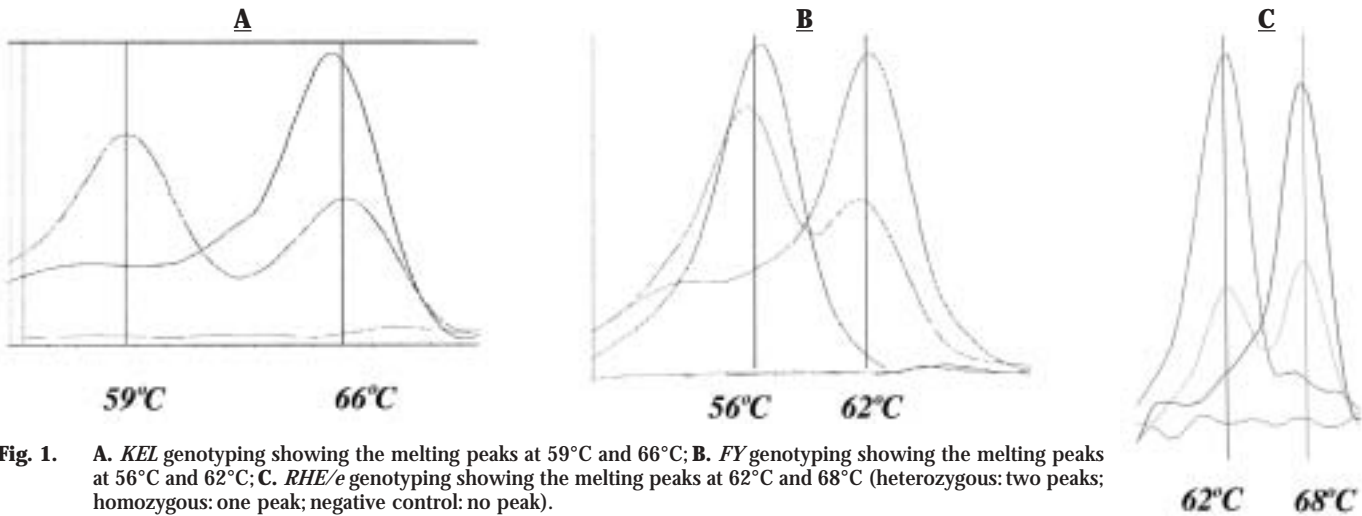 A
B
C
59°C 66°C
56°C 62°C
62°C 68°C
Fig. 1. A. KEL genotyping showing the melting peaks at 59°C and 66°C; B. FY genotyping showing the melting peaks
at 56°C and 62°C; C. RHE/e genotyping showing the melting peaks at 62°C and 68°C (heterozygous: two peaks;
homozygous: one peak; negative control: no peak).